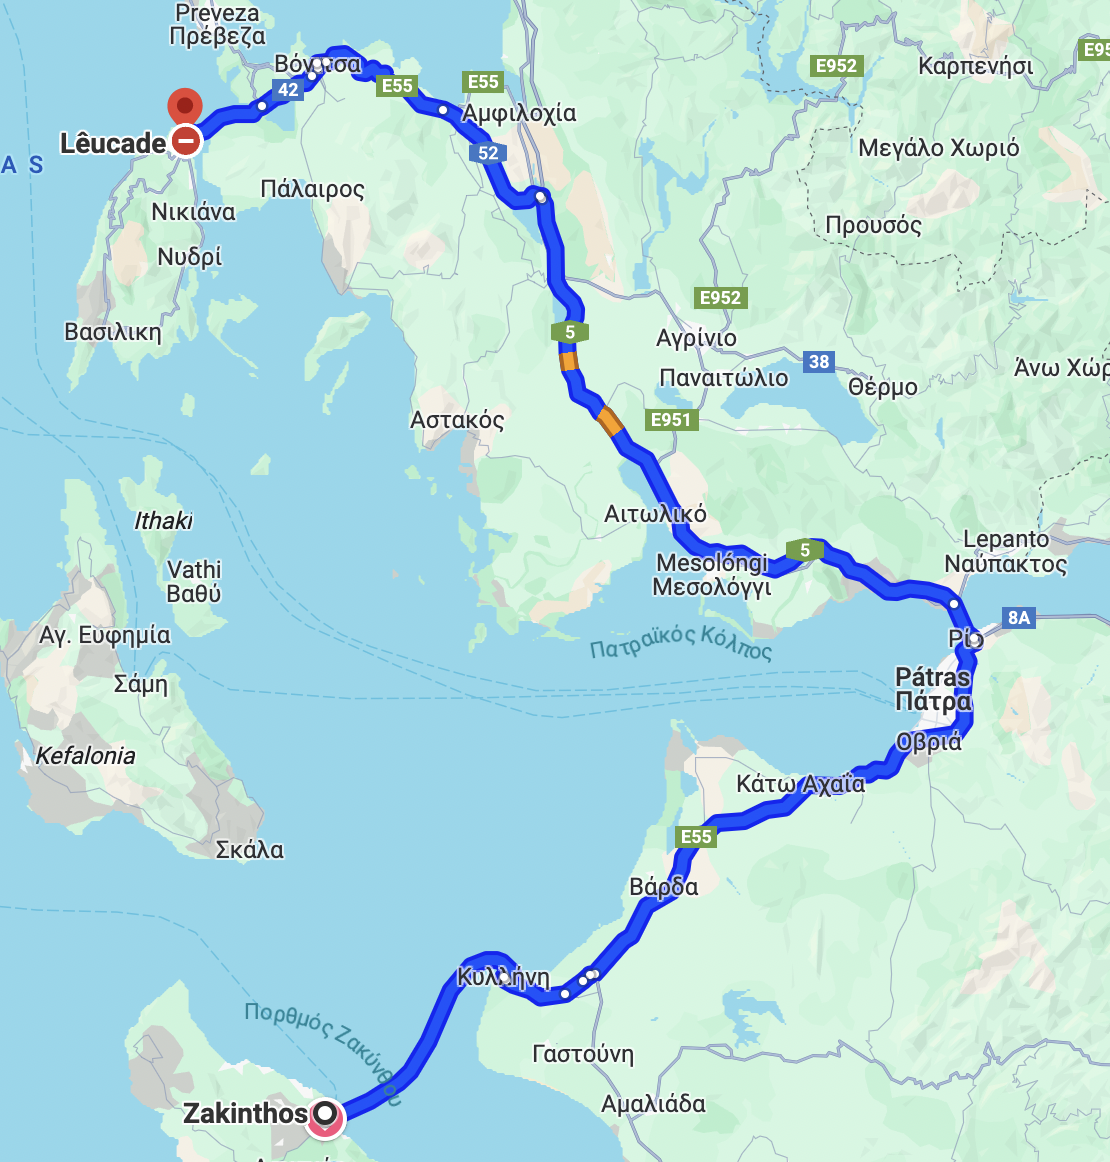 Preveza
Πρέβεζα
Βόνιτσα
E952
Καρπενήσι
E95
42
E55
E55
Αμφιλοχία
Lêucade
A S
52
Μεγάλο Χωριό
Πάλαιρος
Νικιάνα
Προυσός
Νυδρί
E952
Βασιλικη
5
Αγρίνιο
38
Άνω Χώρ
Παναιτώλιο
Θέρμο
Αστακός
E951
Ithaki
Αιτωλικό
Vathi
Βαθύ
Mesolóngi
Μεσολόγγι
5
Lepanto
Ναύπακτος
Αγ. Ευφημία
Πατραϊκός Κόλπος
8A
Ρίο
Σάμη
Pátras
Πάτρα
Kefalonia
Οβριά
Κάτω Αχαΐα
Σκάλα
E55
Βάρδα
Κυλλήνη
Πορθμός Ζακύνθου
Γαστούνη
Zakinthos
Αμαλιάδα